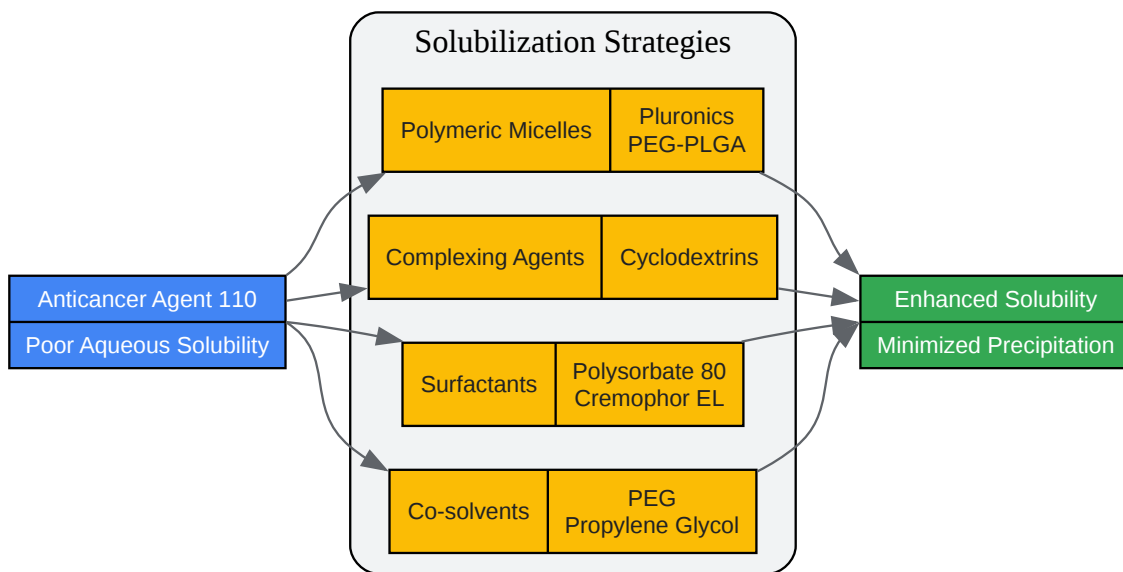 Solubilization Strategies
Polymeric Micelles
Pluronics
PEG-PLGA
Complexing Agents
Cyclodextrins
Anticancer Agent 110
Poor Aqueous Solubility
Enhanced Solubility
Minimized Precipitation
Surfactants
Polysorbate 80
Cremophor EL
Co-solvents
PEG
Propylene Glycol